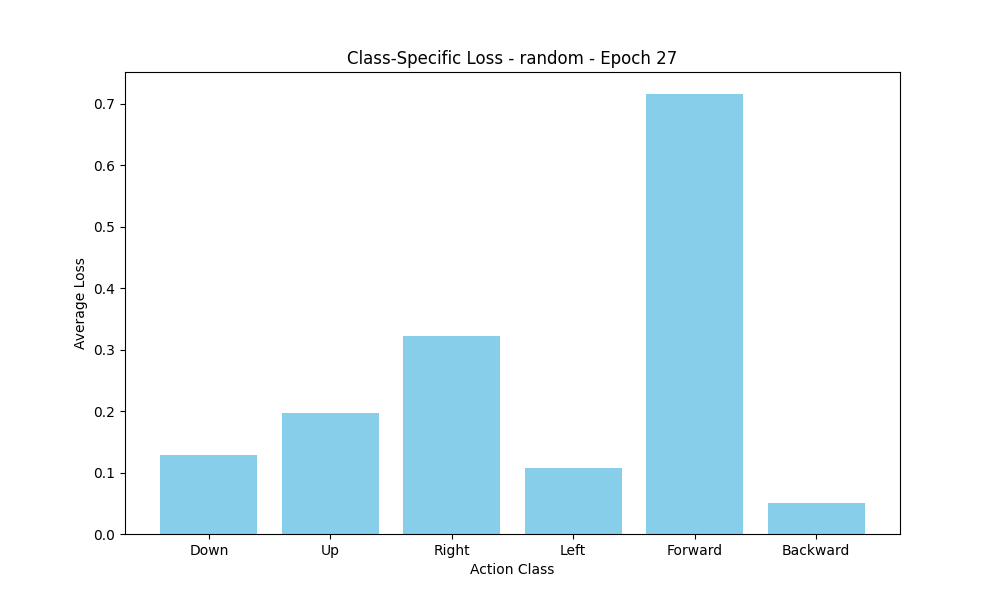 Class-Specific Loss - random - Epoch 27
Average Loss
0.7
0.6
0.5
0.4
0.3
0.2
0.1
0.0
Down Up Right Left Forward Backward
Action Class